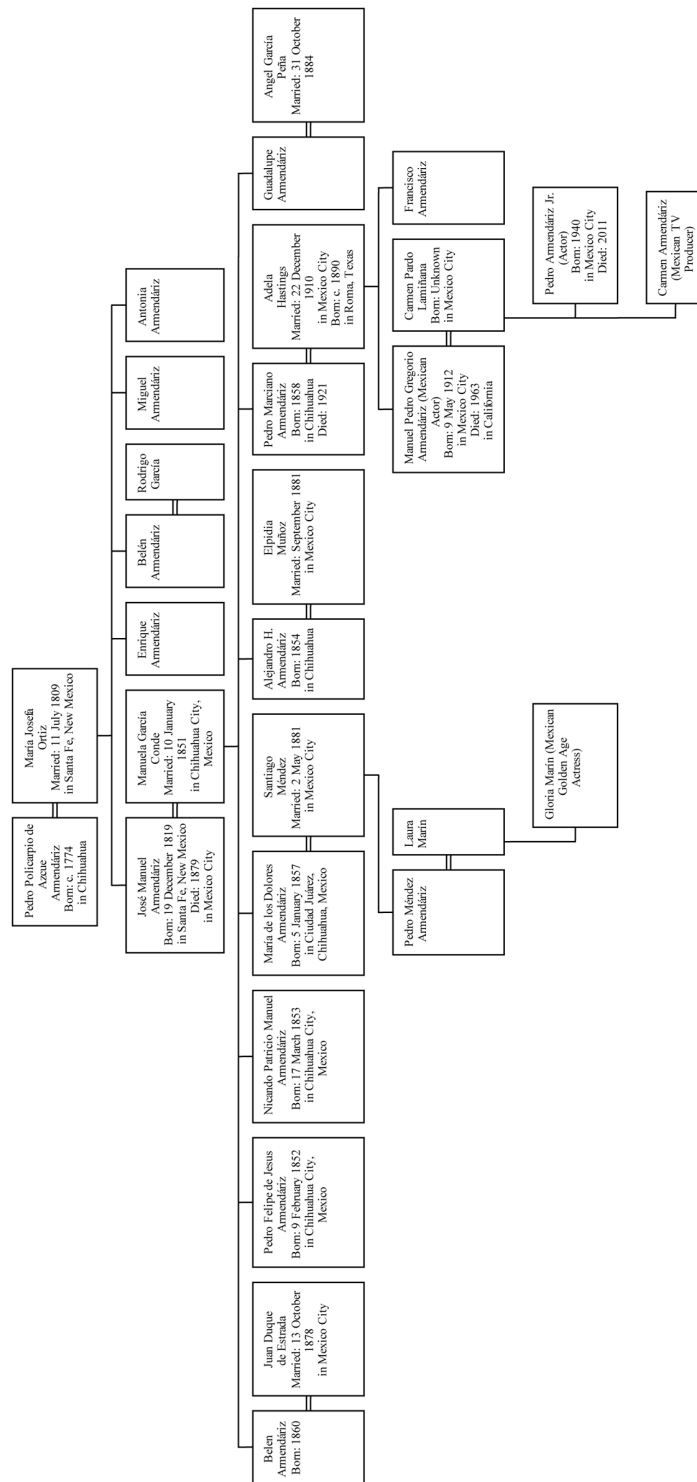 Pedro Policarpio de
Azcue
Armendáriz
Born: c. 1774
in Chihuahua
María Josefa
Ortiz
Married: 11 July 1809
in Santa Fe, New Mexico
José Manuel
Armendáriz
Born: 19 December 1819
in Santa Fe, New Mexico
Died: 1879
in Mexico City
Manuela García
Conde
Married: 10 January
1851
in Chihuahua City,
Mexico
Enrique
Armendáriz
Belén
Armendáriz
Rodrigo
García
Miguel
Armendáriz
Antonia
Armendáriz
Belen
Armendáriz
Born: 1860
Juan Duque
de Estrada
Married: 13 October
1878
in Mexico City
Pedro Felipe de Jesus
Armendáriz
Born: 9 February 1852
in Chihuahua City,
Mexico
Nicando Patricio Manuel
Armendáriz
Born: 17 March 1853
in Chihuahua City,
Mexico
María de los Dolores
Armendáriz
Born: 5 January 1857
in Ciudad Juárez,
Chihuahua, Mexico
Santiago
Méndez
Married: 2 May 1881
in Mexico City
Alejandro H.
Armendáriz
Born: 1854
in Chihuahua
Elpidia
Muñoz
Married: September 1881
in Mexico City
Pedro Marciano
Armendáriz
Born: 1858
in Chihuahua
Died: 1921
Adela
Hastings
Married: 22 December
1910
in Mexico City
Born: c. 1890
in Roma, Texas
Guadalupe
Armendáriz
Angel García
Peña
Married: 31 October
1884
Pedro Méndez
Armendáriz
Laura
Marin
Manuel Pedro Gregorio
Armendáriz (Mexican
Actor)
Born: 9 May 1912
in Mexico City
Died: 1963
in California
Carmen Pardo
Lamiñana
Born: Unknown
in Mexico City
Francisco
Armendáriz
Gloria Marín (Mexican
Golden Age
Actress)
Pedro Armendáriz Jr.
(Actor)
Born: 1940
in Mexico City
Died: 2011
Carmen Armendáriz
(Mexican TV
Producer)